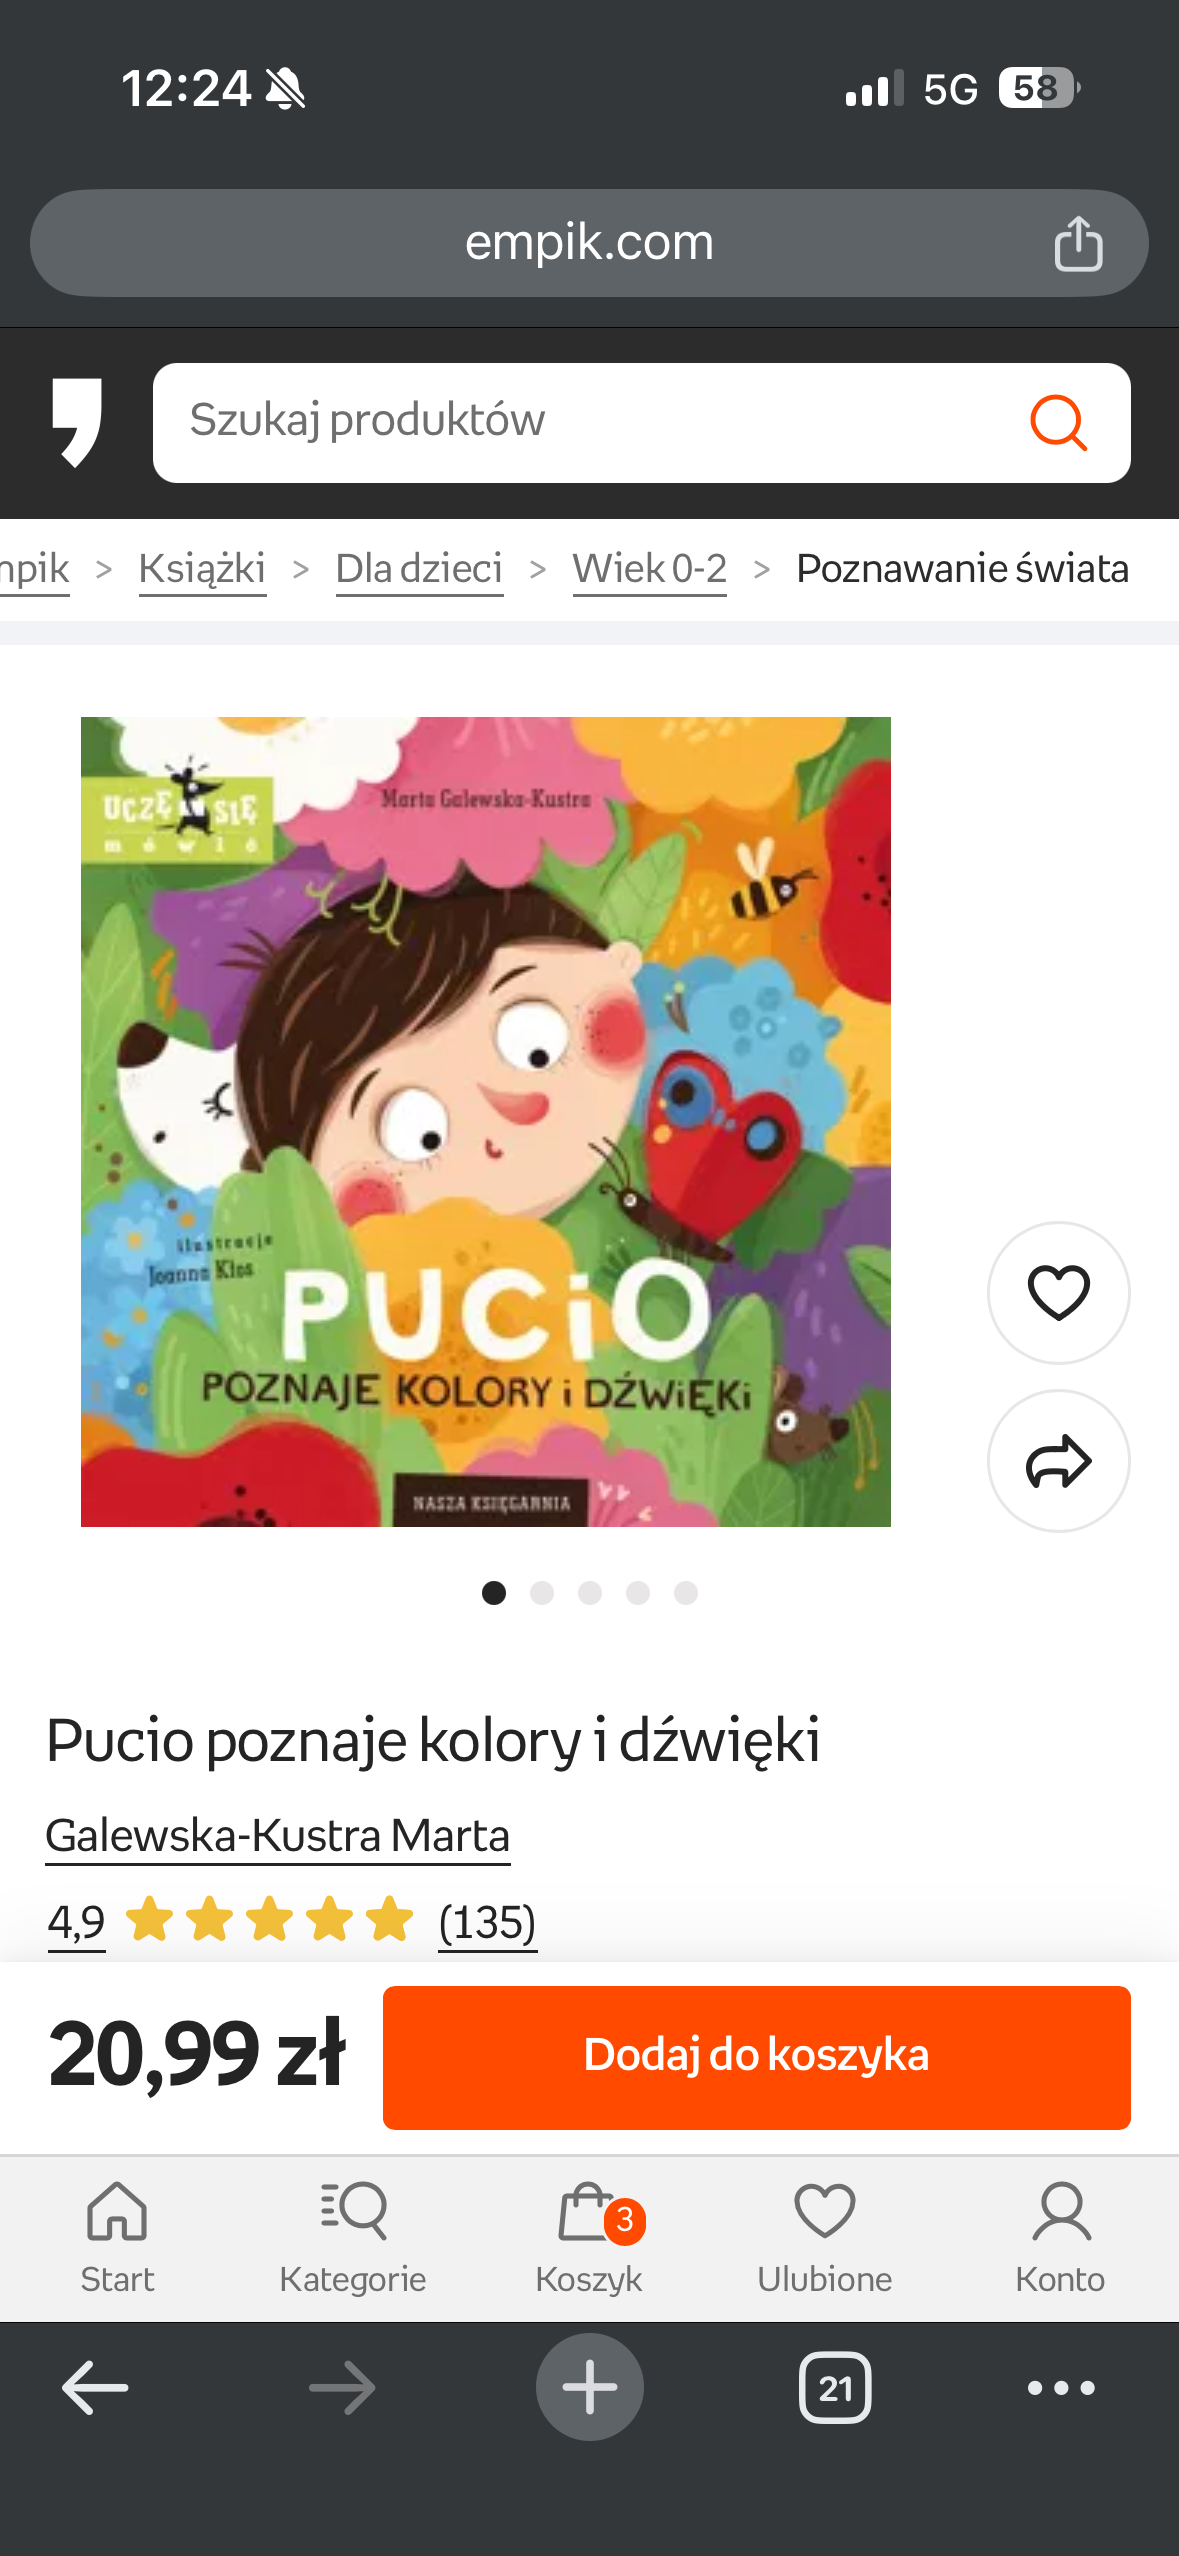 12:24
5G 58
empik.com
Szukaj produktów
mpik > Książki > Dla dzieci > Wiek 0-2 > Poznawanie świata
UCZĘ SIĘ
mówić
Marta Galewska-Kustra
ilustracje
Joanna Kłos
PUCiO
POZNAJE KOLORY i DŹWiĘKi
NASZA KSIĘGARNIA
Pucio poznaje kolory i dźwięki
Galewska-Kustra Marta
4,9 (135)
20,99 zł Dodaj do koszyka
3
Start Kategorie Koszyk Ulubione Konto
21